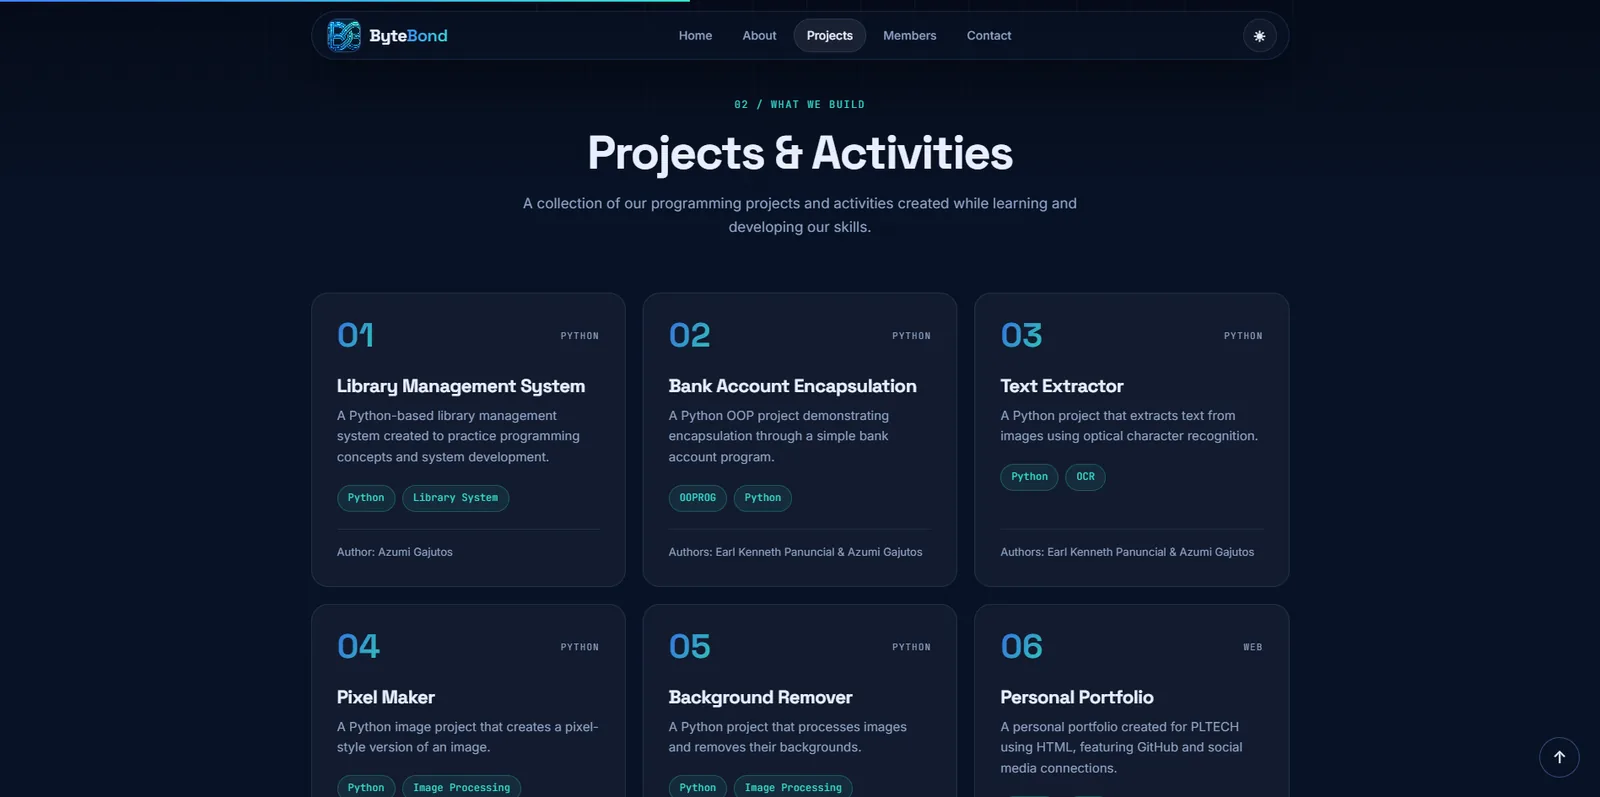 ByteBond
Home
About
Projects
Members
Contact
02 / WHAT WE BUILD
Projects & Activities
A collection of our programming projects and activities created while learning and
developing our skills.
01
PYTHON
Library Management System
A Python-based library management
system created to practice programming
concepts and system development.
Python
Library System
Author: Azumi Gajutos
02
PYTHON
Bank Account Encapsulation
A Python OOP project demonstrating
encapsulation through a simple bank
account program.
OOPROG
Python
Authors: Earl Kenneth Panuncial & Azumi Gajutos
03
PYTHON
Text Extractor
A Python project that extracts text from
images using optical character recognition.
Python
OCR
Authors: Earl Kenneth Panuncial & Azumi Gajutos
04
PYTHON
Pixel Maker
A Python image project that creates a pixel-
style version of an image.
Python
Image Processing
05
PYTHON
Background Remover
A Python project that processes images
and removes their backgrounds.
Python
Image Processing
06
WEB
Personal Portfolio
A personal portfolio created for PLTECH
using HTML, featuring GitHub and social
media connections.